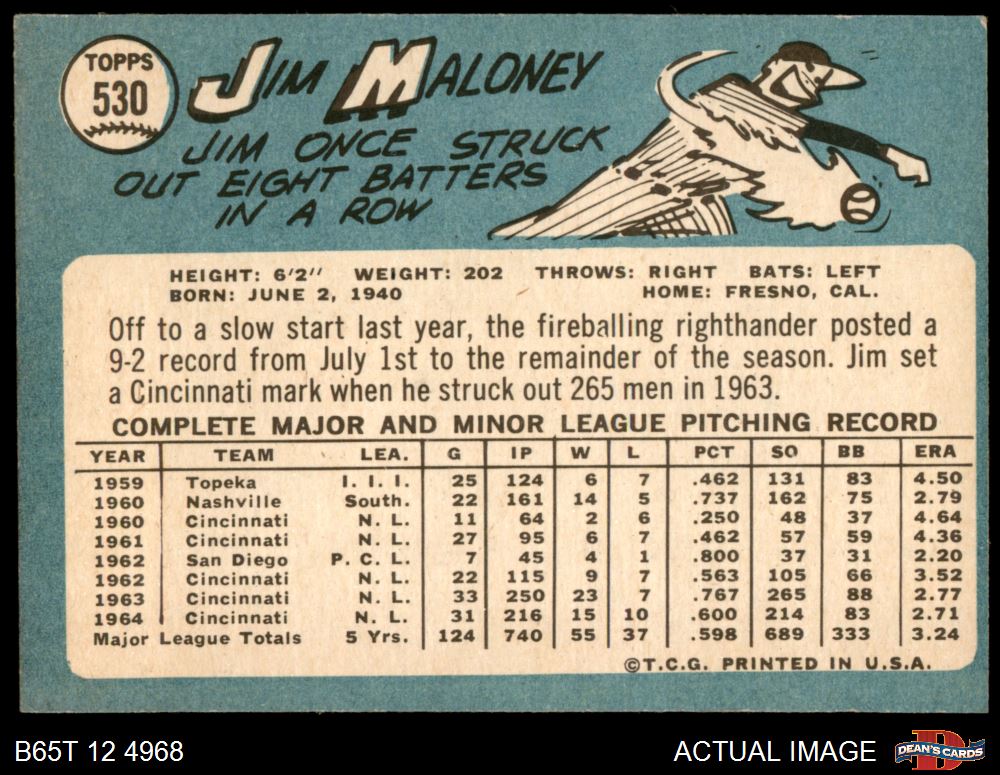 TOPPS
530
JIM MALONEY
JIM ONCE STRUCK
OUT EIGHT BATTERS
IN A ROW
HEIGHT: 6'2" WEIGHT: 202 THROWS: RIGHT BATS: LEFT
BORN: JUNE 2, 1940 HOME: FRESNO, CAL.
Off to a slow start last year, the fireballing righthander posted a
9-2 record from July 1st to the remainder of the season. Jim set
a Cincinnati mark when he struck out 265 men in 1963.
COMPLETE MAJOR AND MINOR LEAGUE PITCHING RECORD
YEAR TEAM LEA. G IP W L PCT SO BB ERA
1959 Topeka I. I. I. 25 124 6 7 .462 131 83 4.50
1960 Nashville South. 22 161 14 5 .737 162 75 2.79
1960 Cincinnati N. L. 11 64 2 6 .250 48 37 4.64
1961 Cincinnati N. L. 27 95 6 7 .462 57 59 4.36
1962 San Diego P. C. L. 7 45 4 1 .800 37 31 2.20
1962 Cincinnati N. L. 22 115 9 7 .563 105 66 3.52
1963 Cincinnati N. L. 33 250 23 7 .767 265 88 2.77
1964 Cincinnati N. L. 31 216 15 10 .600 214 83 2.71
Major League Totals 5 Yrs. 124 740 55 37 .598 689 333 3.24
©T.C.G. PRINTED IN U.S.A.
B65T 12 4968 ACTUAL IMAGE
D
DEAN'S CARDS